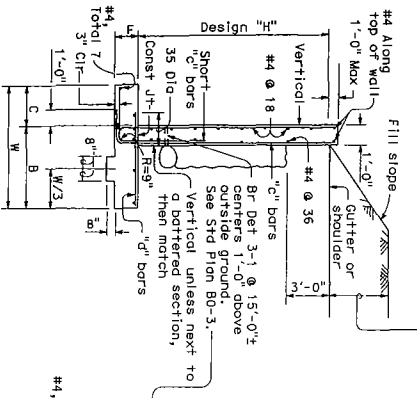 #4 Along
top of wall
1'-0" Max
Vertical
#4 @ 18
Short
"c" bars
35 Dia
Const Jt
Design "H"
F
#4,
Total 7
3" Clr
1'-0"
Fill slope
1'-0"
Gutter or
shoulder
3'-0"
#4 @ 36
"c" bars
Br Det 3-1 @ 15'-0"±
centers 1'-0" above
outside ground.
See Std Plan B0-3.
R=9"
Vertical unless next to
a battered section,
then match
"d" bars
C
W
B
8"
W/3
8"
#4,